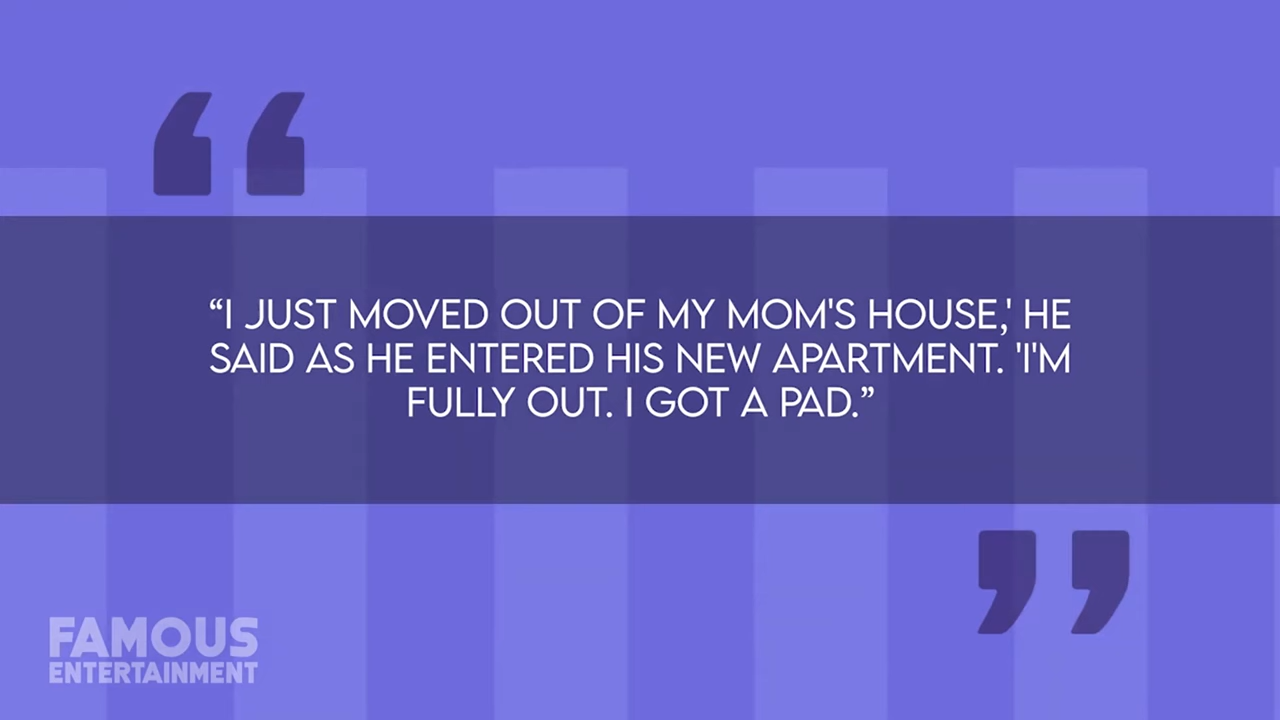 “I JUST MOVED OUT OF MY MOM'S HOUSE,' HE
SAID AS HE ENTERED HIS NEW APARTMENT. 'I'M
FULLY OUT. I GOT A PAD.”
FAMOUS
ENTERTAINMENT